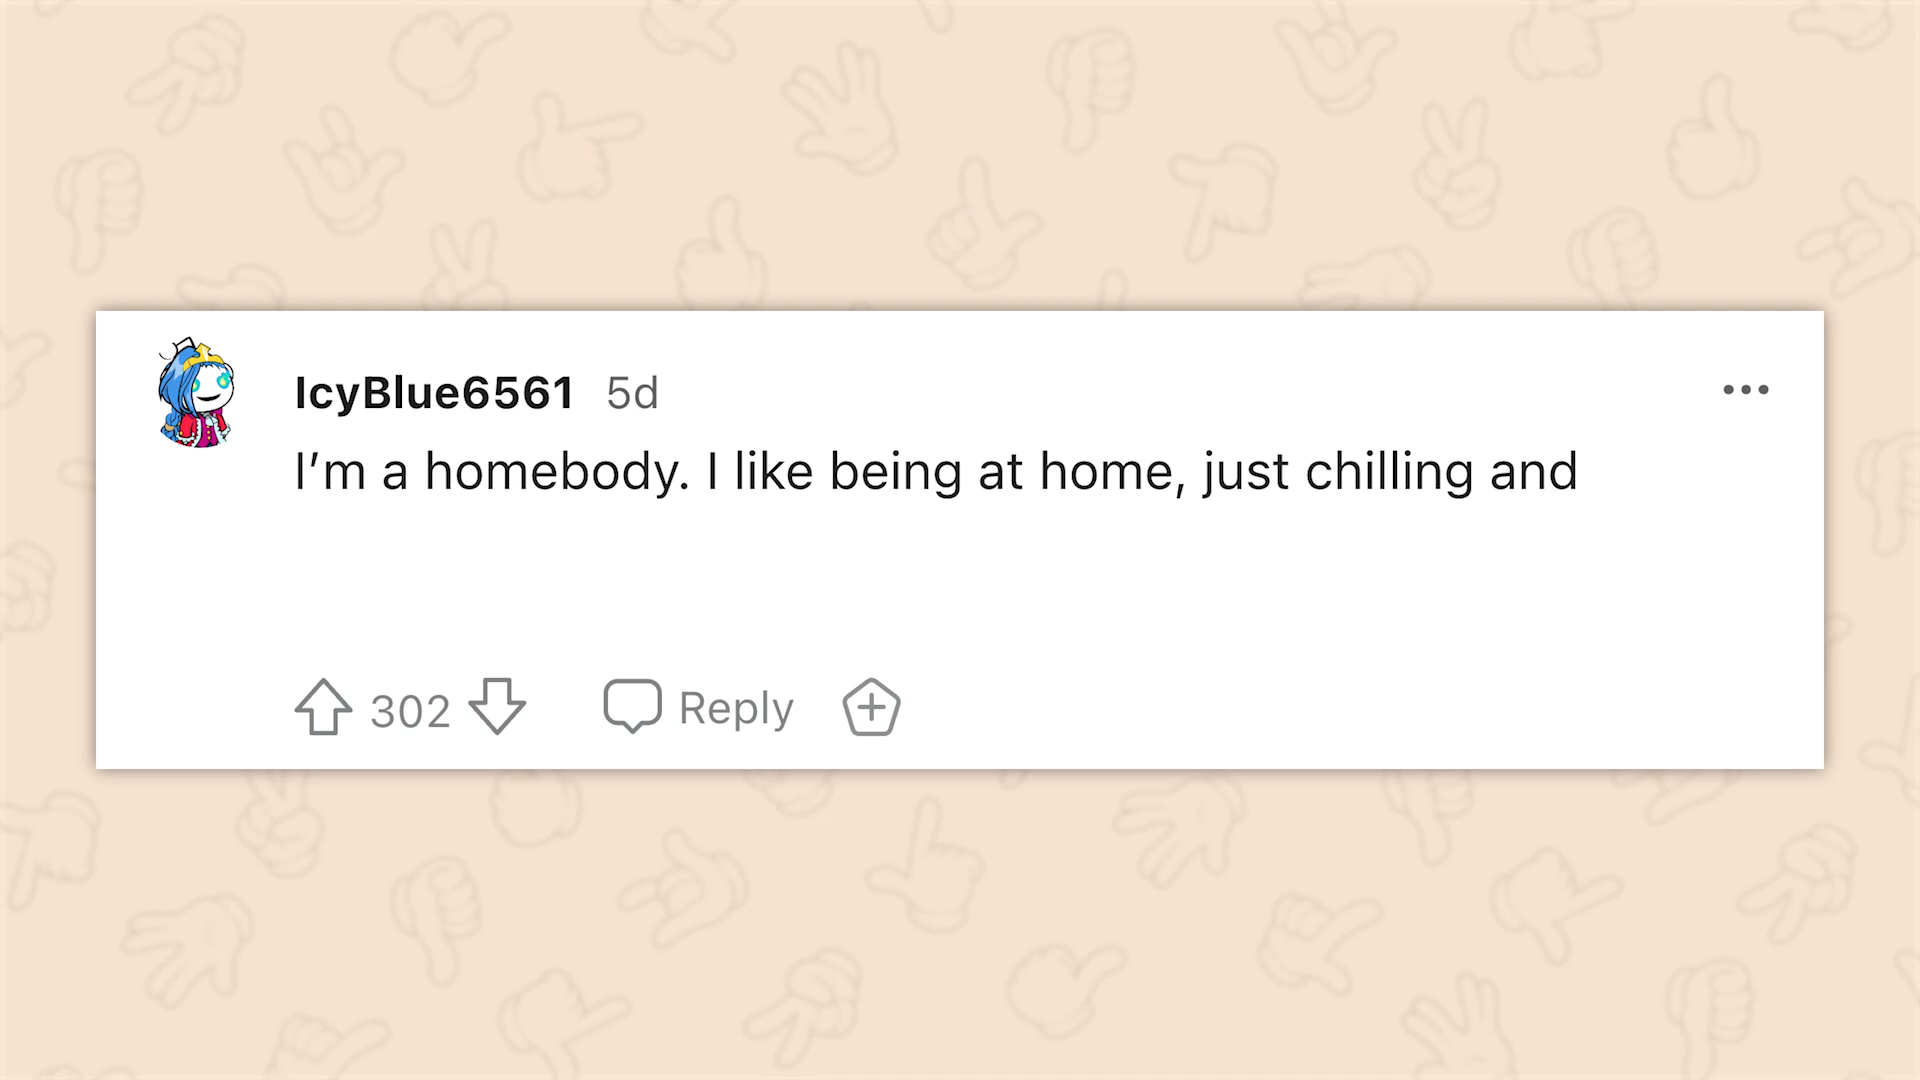 IcyBlue6561 5d
I’m a homebody. I like being at home, just chilling and
302 Reply